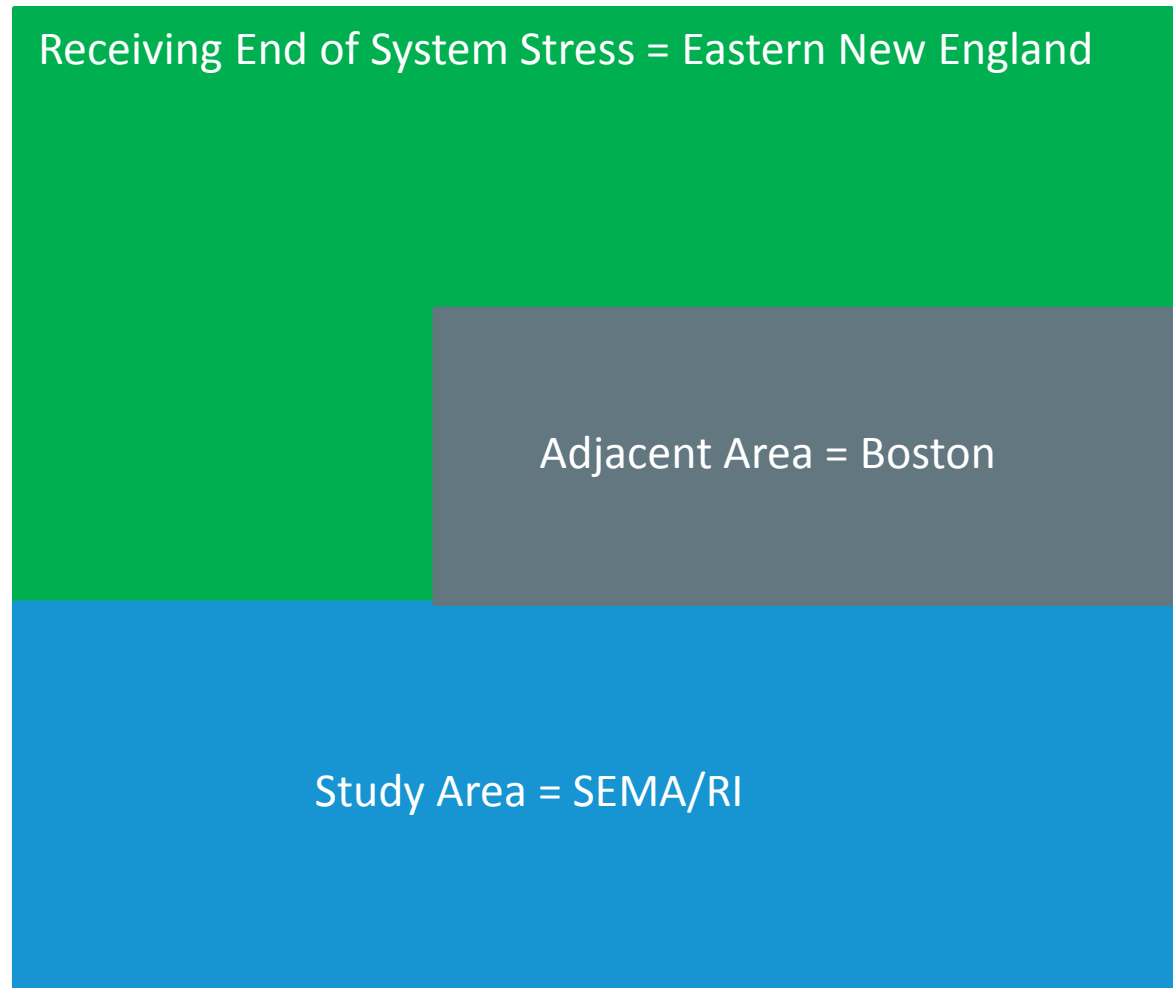 Receiving End of System Stress = Eastern New England
Adjacent Area = Boston
Study Area = SEMA/RI